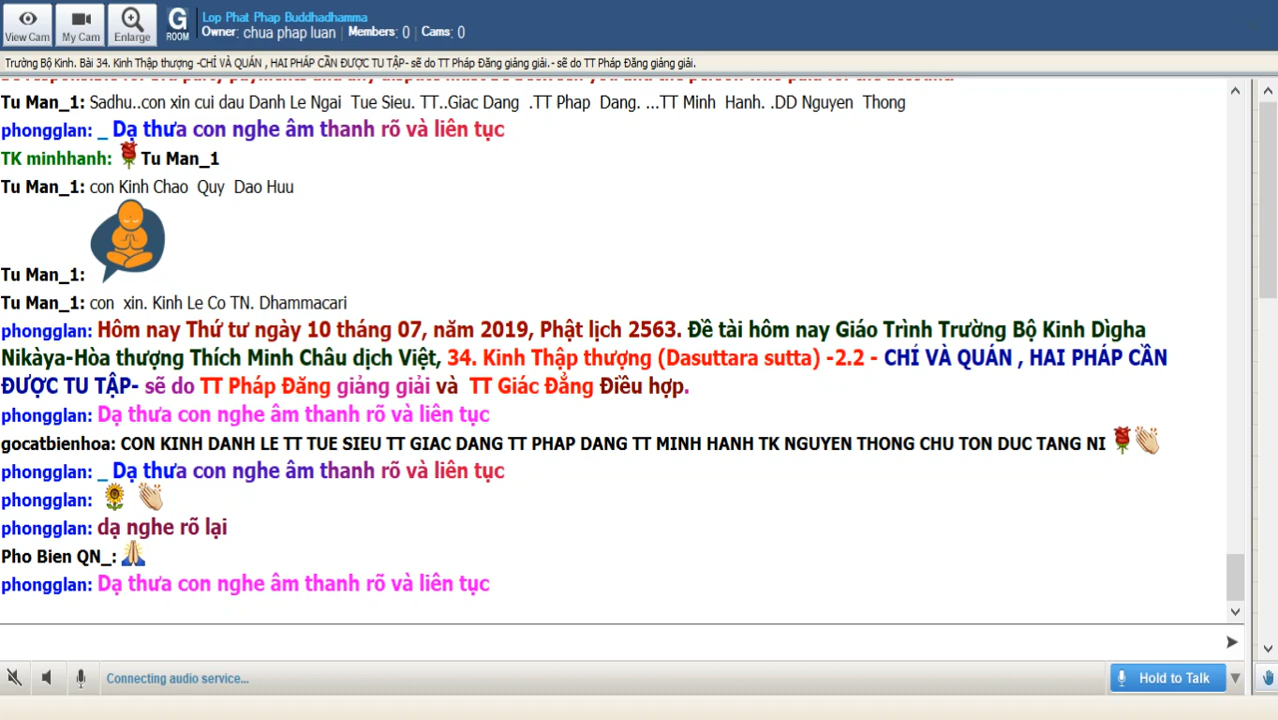 View Cam
My Cam
Enlarge
G
ROOM
Lop Phat Phap Buddhadhamma
Owner: chua phap luan | Members: 0 | Cams: 0
Trường Bộ Kinh. Bài 34. Kinh Thập thượng -CHỈ VÀ QUÁN , HAI PHÁP CẦN ĐƯỢC TU TẬP- sẽ do TT Pháp Đăng giảng giải.- sẽ do TT Pháp Đăng giảng giải.
Tu Man_1: Sadhu..con xin cui dau Danh Le Ngai Tue Sieu. TT..Giac Dang .TT Phap Dang. ...TT Minh Hanh. .DD Nguyen Thong
phongglan: _ Dạ thưa con nghe âm thanh rõ và liên tục
TK minhhanh: Tu Man_1
Tu Man_1: con Kinh Chao Quy Dao Huu
Tu Man_1:
Tu Man_1: con xin. Kinh Le Co TN. Dhammacari
phongglan: Hôm nay Thứ tư ngày 10 tháng 07, năm 2019, Phật lịch 2563. Đề tài hôm nay Giáo Trình Trường Bộ Kinh Dìgha
Nikàya-Hòa thượng Thích Minh Châu dịch Việt, 34. Kinh Thập thượng (Dasuttara sutta) -2.2 - CHÍ VÀ QUÁN , HAI PHÁP CẦN
ĐƯỢC TU TẬP- sẽ do TT Pháp Đăng giảng giải và TT Giác Đẳng Điều hợp.
phongglan: Dạ thưa con nghe âm thanh rõ và liên tục
gocatbienhoa: CON KINH DANH LE TT TUE SIEU TT GIAC DANG TT PHAP DANG TT MINH HANH TK NGUYEN THONG CHU TON DUC TANG NI
phongglan: _ Dạ thưa con nghe âm thanh rõ và liên tục
phongglan:
phongglan: dạ nghe rõ lại
Pho Bien QN_:
phongglan: Dạ thưa con nghe âm thanh rõ và liên tục
Connecting audio service...
Hold to Talk